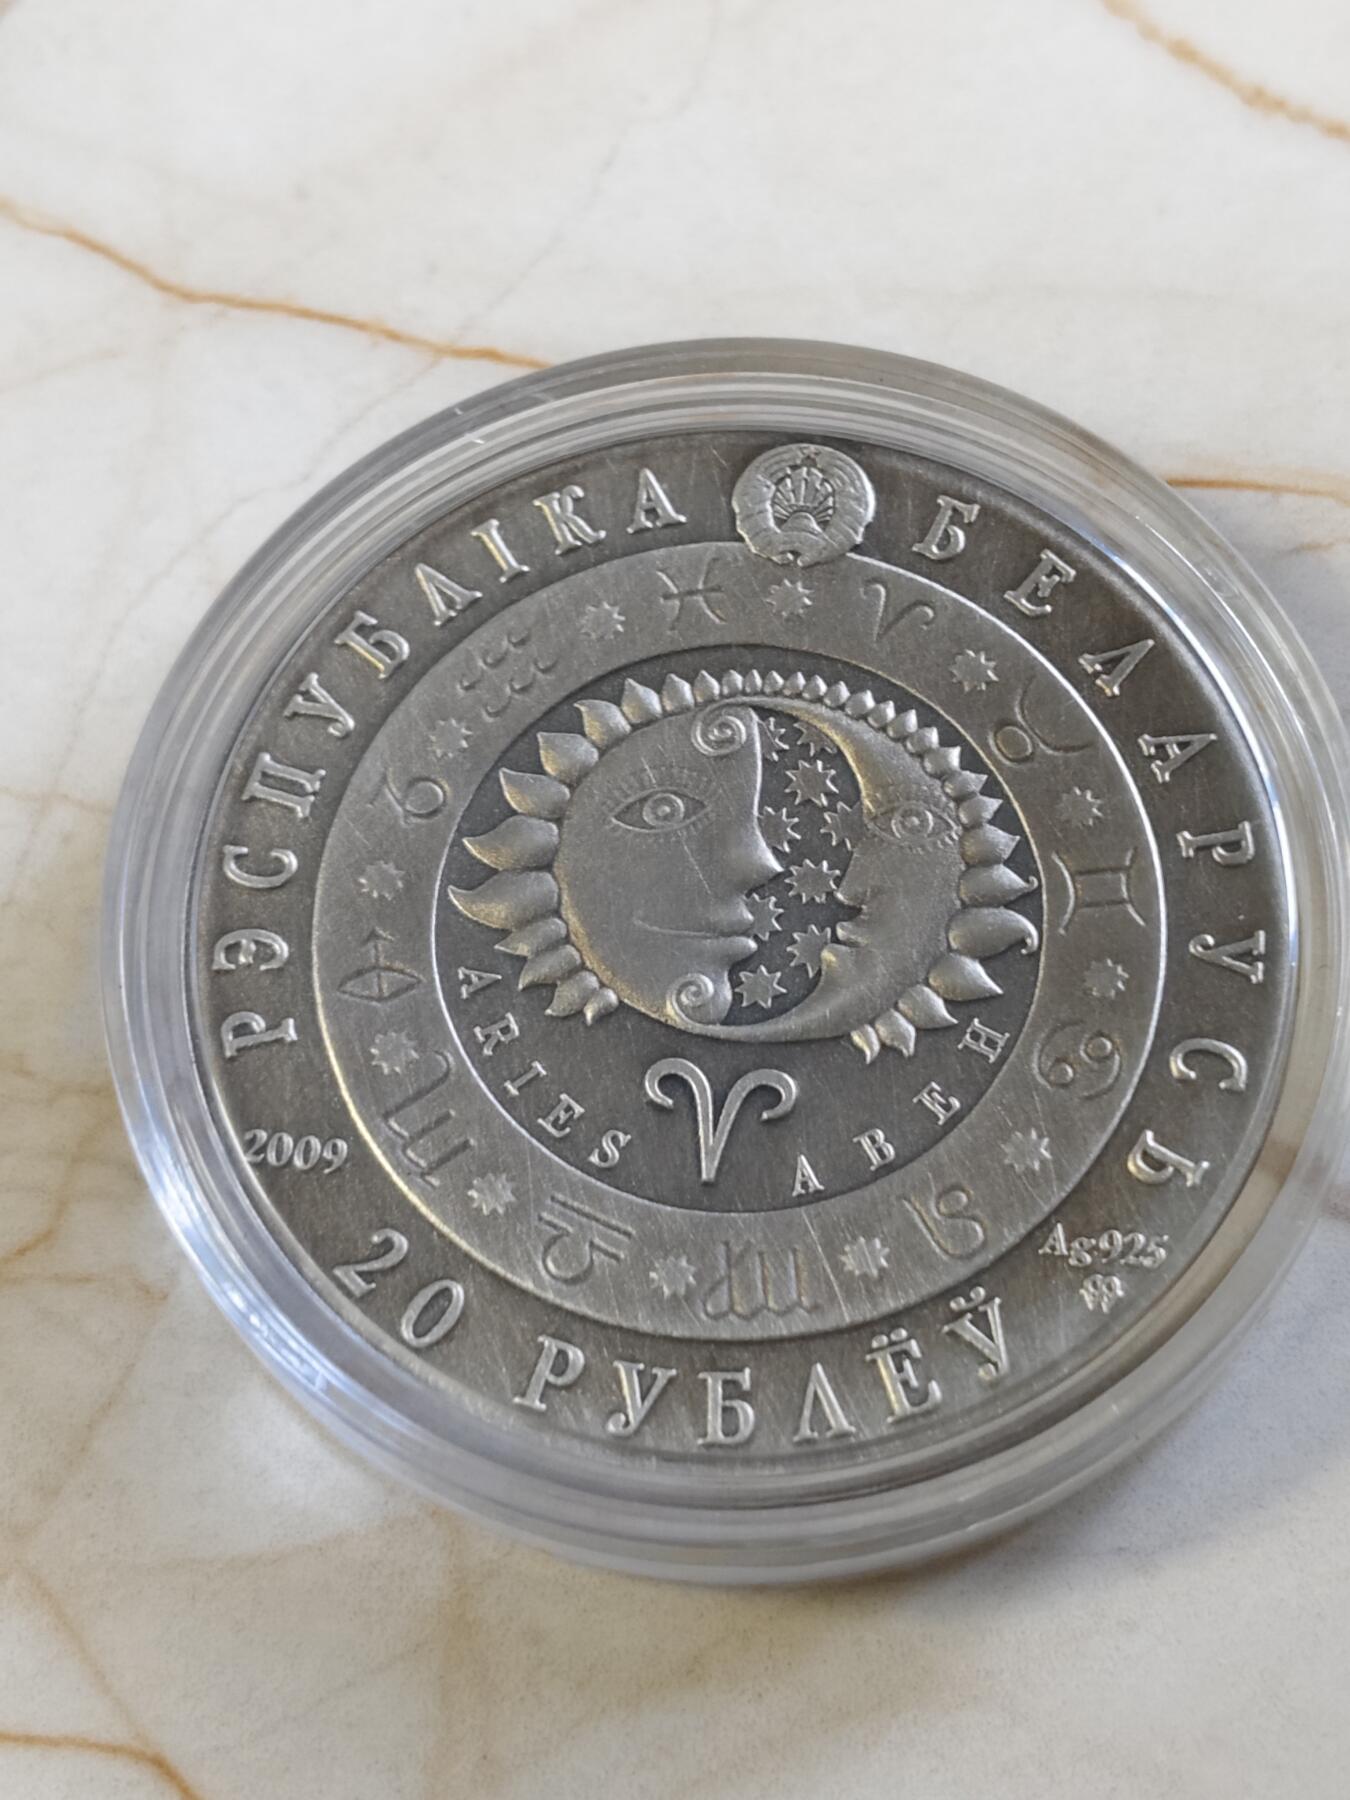 РЭСПУБЛІКА БЕЛАРУСЬ
ARIES АВЕН
2009
Ag 925
20 РУБЛЁЎ